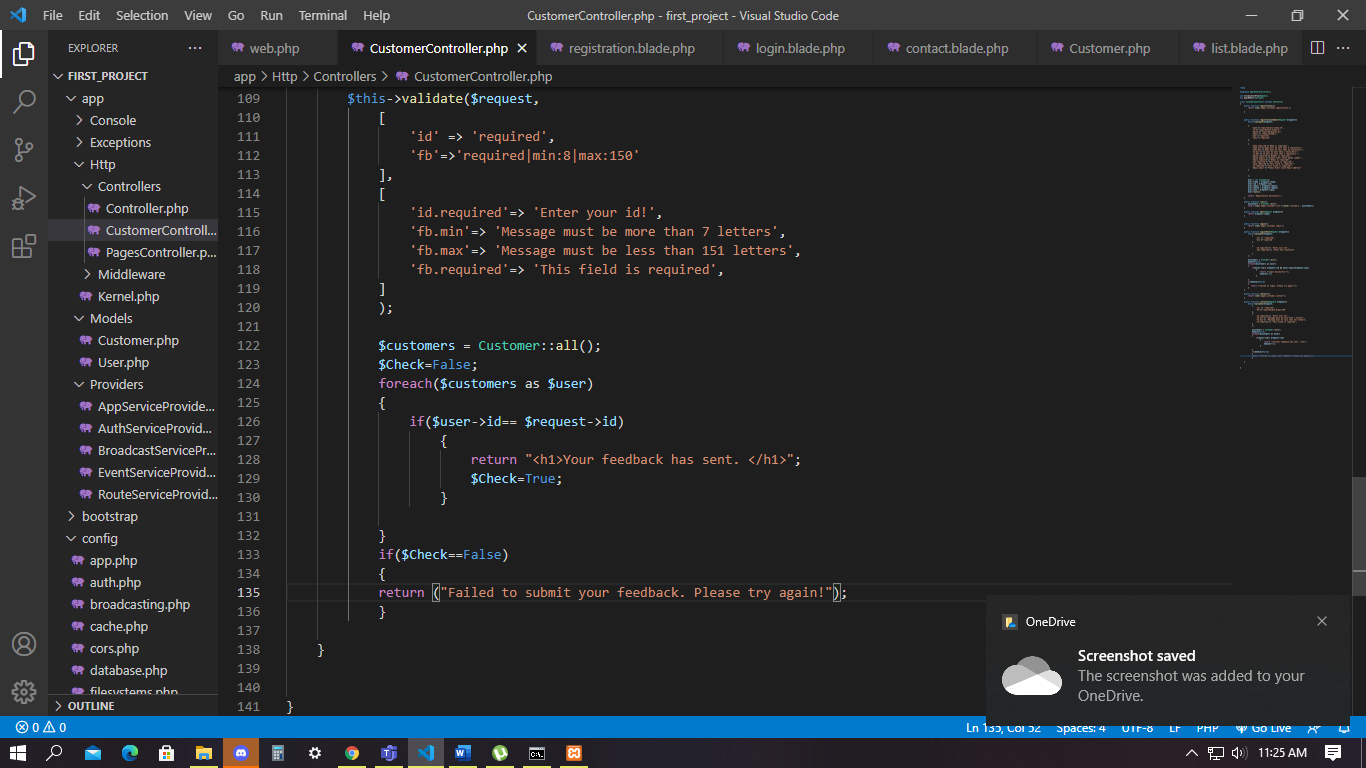 File Edit Selection View Go Run Terminal Help
CustomerController.php - first_project - Visual Studio Code
EXPLORER
FIRST_PROJECT
app
Console
Exceptions
Http
Controllers
Controller.php
CustomerControll...
PagesController.p...
Middleware
Kernel.php
Models
Customer.php
User.php
Providers
AppServiceProvide...
AuthServiceProvid...
BroadcastServicePr...
EventServiceProvid...
RouteServiceProvid...
bootstrap
config
app.php
auth.php
broadcasting.php
cache.php
cors.php
database.php
filesystems.php
OUTLINE
web.php CustomerController.php registration.blade.php login.blade.php contact.blade.php Customer.php list.blade.php
app > Http > Controllers > CustomerController.php
109 $this->validate($request,
110 [
111 'id' => 'required',
112 'fb'=>'required|min:8|max:150'
113 ],
114 [
115 'id.required'=> 'Enter your id!',
116 'fb.min'=> 'Message must be more than 7 letters',
117 'fb.max'=> 'Message must be less than 151 letters',
118 'fb.required'=> 'This field is required',
119 ]
120 );
121
122 $customers = Customer::all();
123 $Check=False;
124 foreach($customers as $user)
125 {
126 if($user->id== $request->id)
127 {
128 return "<h1>Your feedback has sent. </h1>";
129 $Check=True;
130 }
131
132 }
133 if($Check==False)
134 {
135 return ("Failed to submit your feedback. Please try again!");
136 }
137
138 }
139
140
141 }
OneDrive
Screenshot saved
The screenshot was added to your
OneDrive.
0 0
Ln 135, Col 52 Spaces: 4 UTF-8 LF PHP Go Live
11:25 AM